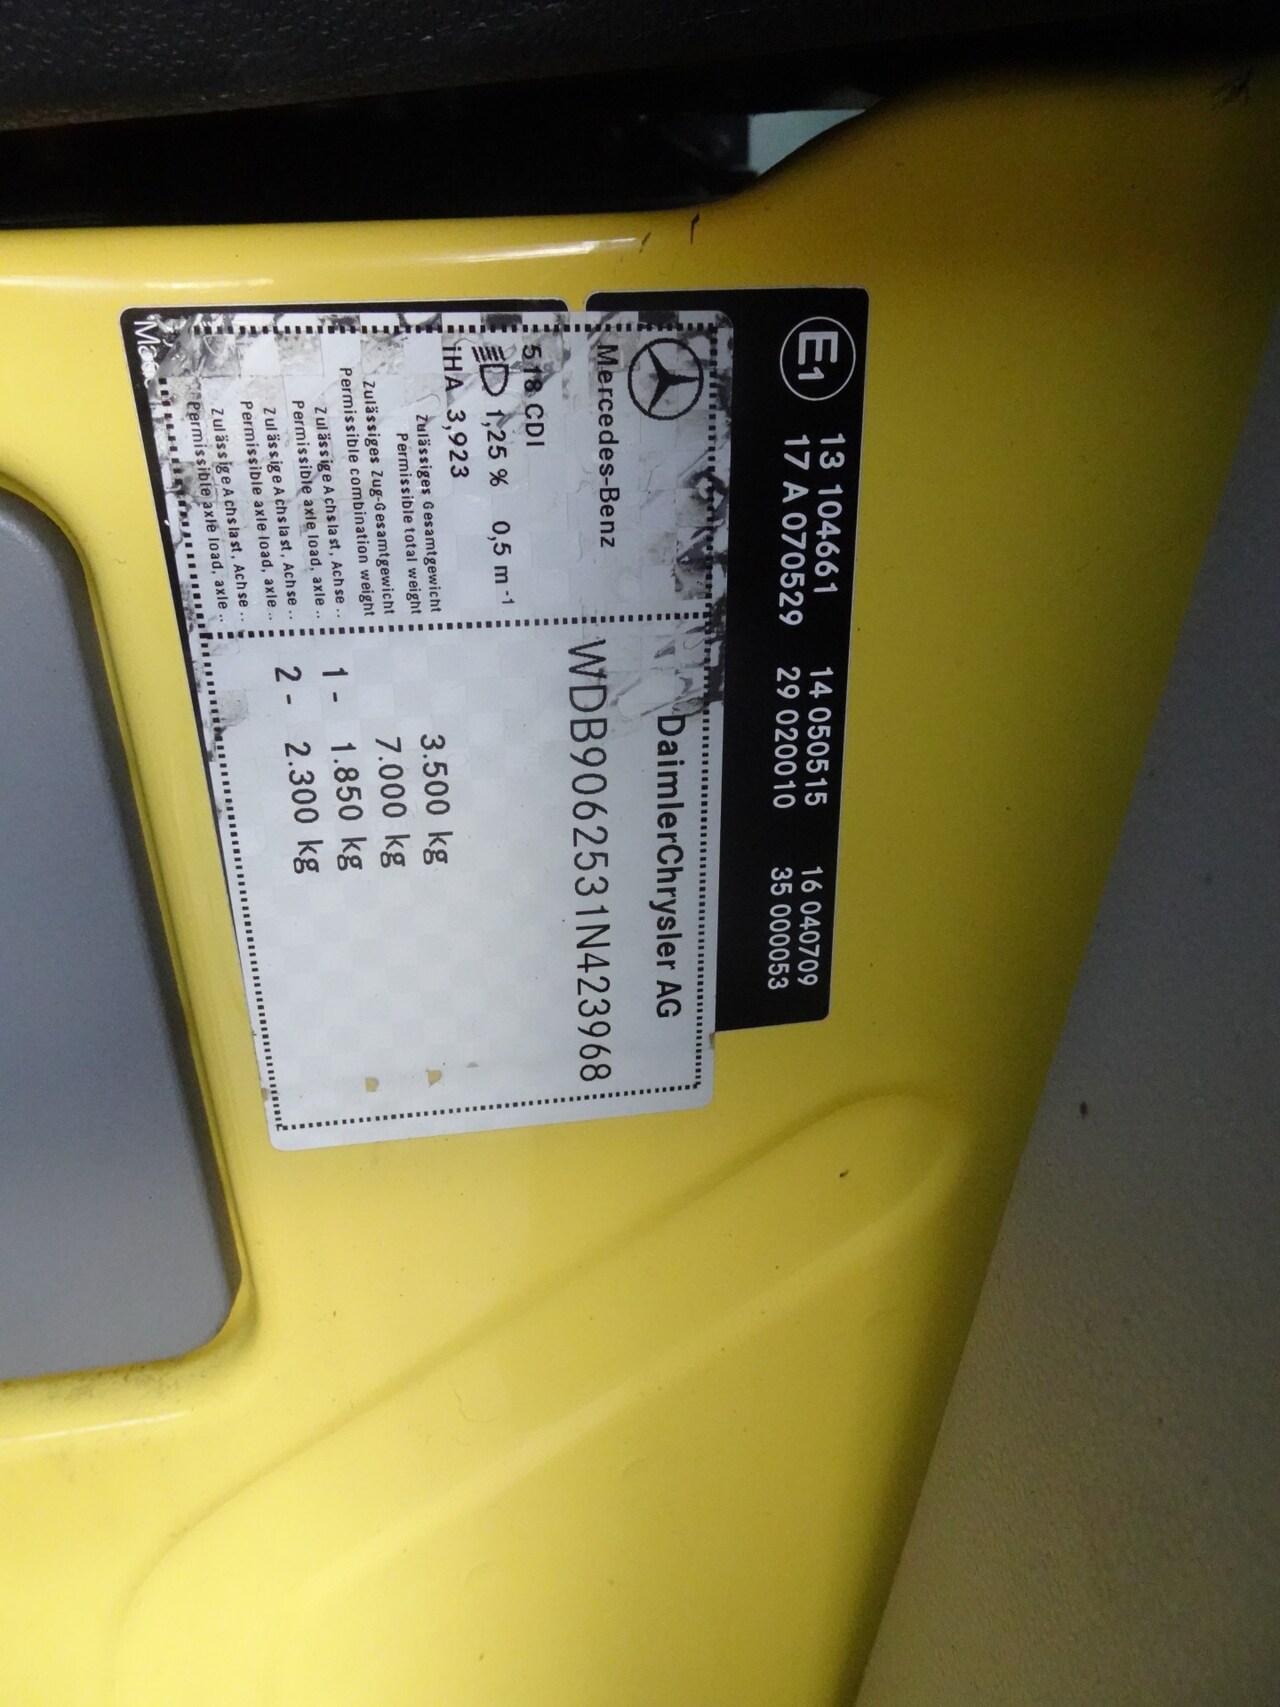 E1 13 104661 14 050515 16 040709
17 A 070529 29 020010 35 000053
DaimlerChrysler AG
Mercedes-Benz WDB9062531N423968
518 CDI
1,25 % 0,5 m -1
iHA 3,923
Zulässiges Gesamtgewicht
Permissible total weight 3.500 kg
Zulässiges Zug-Gesamtgewicht
Permissible combination weight 7.000 kg
Zulässige Achslast, Achse ..
Permissible axle load, axle .. 1 - 1.850 kg
Zulässige Achslast, Achse ..
Permissible axle load, axle .. 2 - 2.300 kg
Zulässige Achslast, Achse ..
Permissible axle load, axle ..